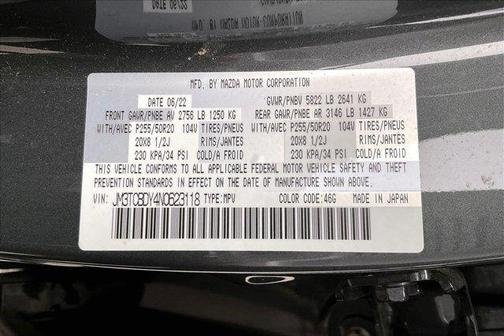 MFD. BY MAZDA MOTOR CORPORATION
DATE 06/22 GVWR/PNBV 5822 LB 2641 KG
FRONT GAWR/PNBE AV 2756 LB 1250 KG REAR GAWR/PNBE AR 3146 LB 1427 KG
WITH/AVEC P255/50R20 104V TIRES/PNEUS WITH/AVEC P255/50R20 104V TIRES/PNEUS
20X8 1/2J 20X8 1/2J
230 KPA/34 PSI COLD/A FROID 230 KPA/34 PSI COLD/A FROID
THIS VEHICLE CONFORMS TO ALL APPLICABLE FEDERAL MOTOR VEHICLE SAFETY AND
THEFT PREVENTION STANDARDS IN EFFECT ON THE DATE OF MANUFACTURE SHOWN ABOVE.
VIN: JM3TCBDY4N0623118 TYPE:MPV COLOR CODE:46G MADE IN JAPAN